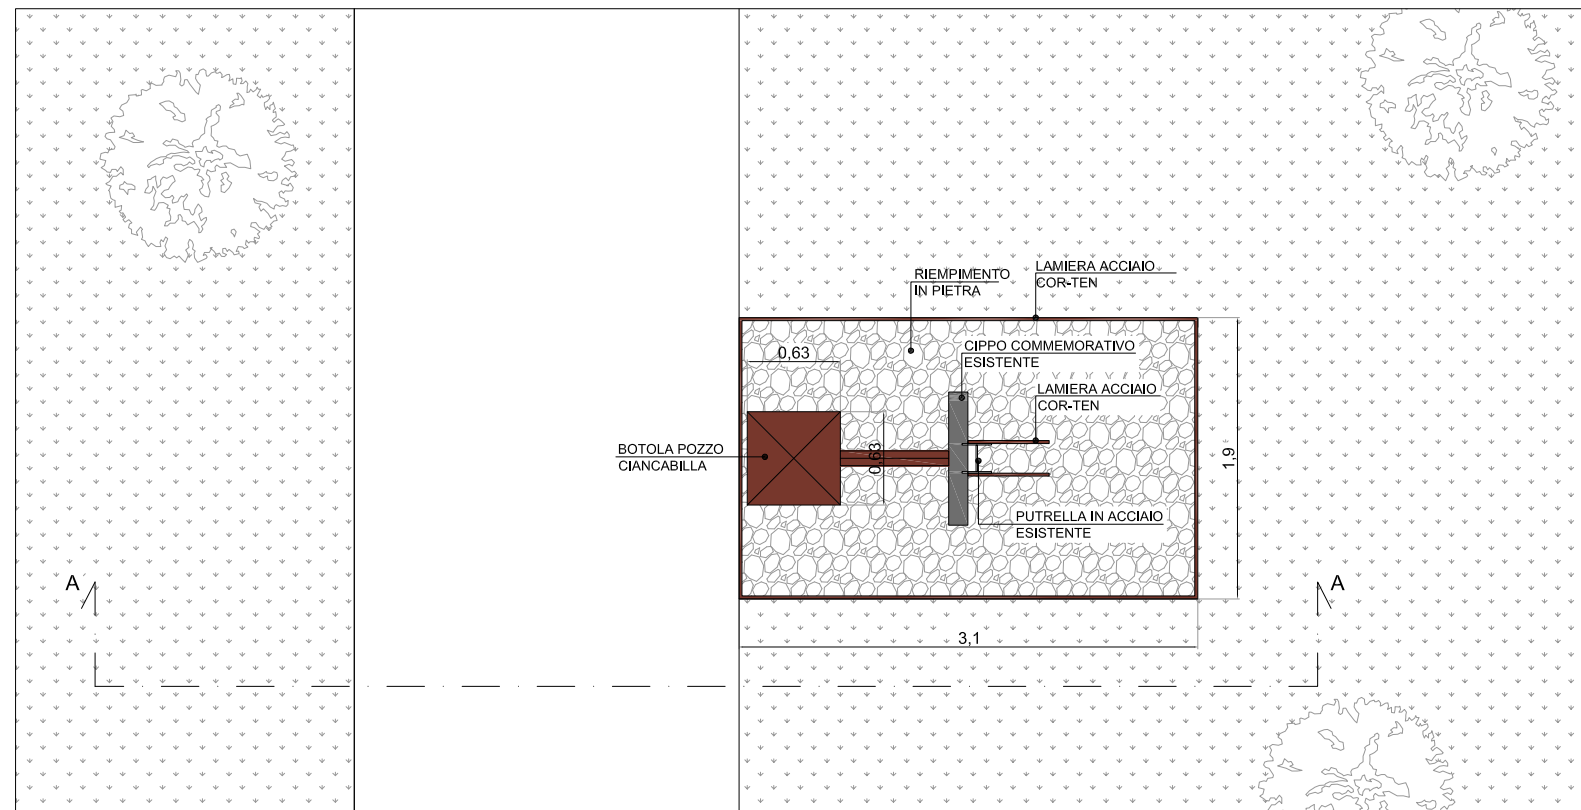 RIEMPIMENTO
IN PIETRA
LAMIERA ACCIAIO
COR-TEN
0,63
CIPPO COMMEMORATIVO
ESISTENTE
LAMIERA ACCIAIO
COR-TEN
BOTOLA POZZO
CIANCABILLA
0,63
1,9
PUTRELLA IN ACCIAIO
ESISTENTE
A
A
3,1